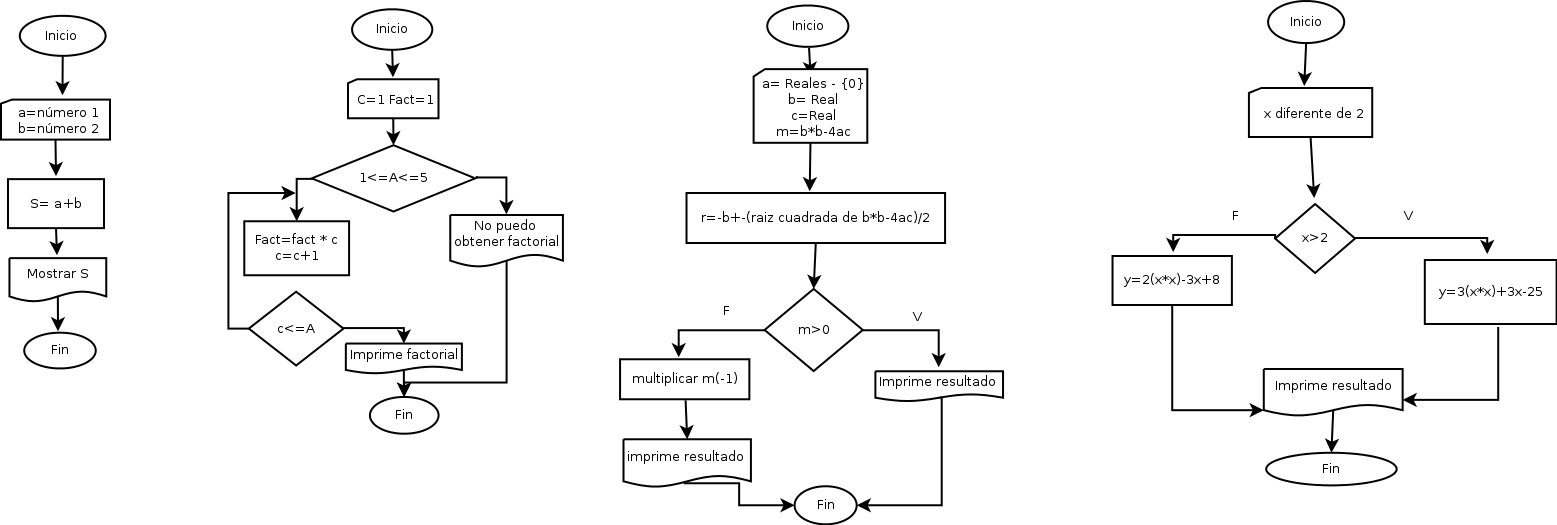 Inicio
a=número 1
b=número 2
S= a+b
Mostrar S
Fin
Inicio
C=1 Fact=1
1<=A<=5
Fact=fact * c
c=c+1
No puedo
obtener factorial
c<=A
Imprime factorial
Fin
Inicio
a= Reales - {0}
b= Real
c=Real
m=b*b-4ac
r=-b+-(raiz cuadrada de b*b-4ac)/2
m>0
F
V
multiplicar m(-1)
Imprime resultado
imprime resultado
Fin
Inicio
x diferente de 2
x>2
F
V
y=2(x*x)-3x+8
y=3(x*x)+3x-25
Imprime resultado
Fin